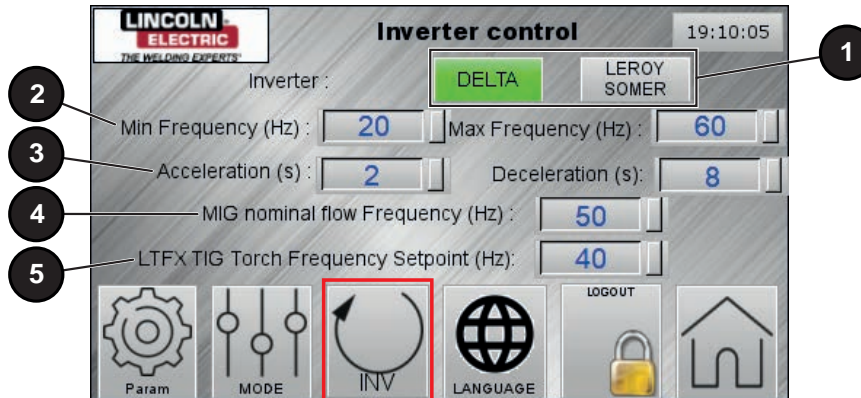 LINCOLN
ELECTRIC
THE WELDING EXPERTS
Inverter control
19:10:05
1
Inverter :
DELTA
LEROY
SOMER
2
Min Frequency (Hz) : 20 Max Frequency (Hz) : 60
3
Acceleration (s) : 2 Deceleration (s): 8
4
MIG nominal flow Frequency (Hz) : 50
5
LTFX TIG Torch Frequency Setpoint (Hz): 40
Param
MODE
INV
LANGUAGE
LOGOUT